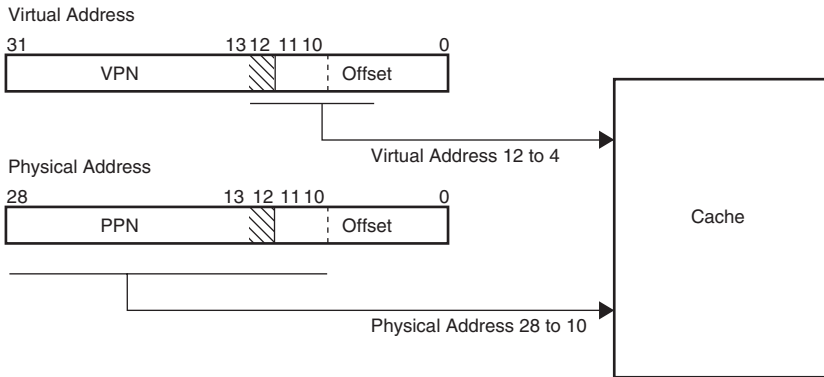 Virtual Address
31 13 12 11 10 0
VPN Offset
Virtual Address 12 to 4
Physical Address
28 13 12 11 10 0
PPN Offset
Cache
Physical Address 28 to 10